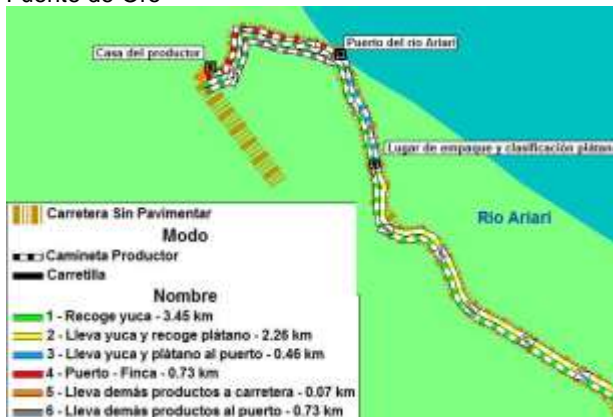 Puente de Oro
Casa del productor
Puerto del rio Ariari
Lugar de empaque y clasificación plátano
Rio Ariari
Carretera Sin Pavimentar
Modo
Camineta Productor
Carretilla
Nombre
1 - Recoge yuca - 3.45 km
2 - Lleva yuca y recoge plátano - 2.26 km
3 - Lleva yuca y plátano al puerto - 0.46 km
4 - Puerto - Finca - 0.73 km
5 - Lleva demás productos a carretera - 0.07 km
6 - Lleva demás productos al puerto - 0.73 km